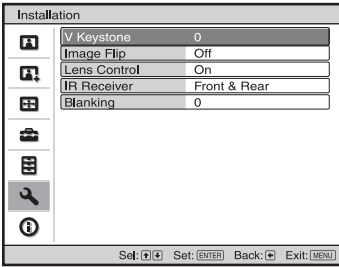 Installation
V Keystone 0
Image Flip Off
Lens Control On
IR Receiver Front & Rear
Blanking 0
Sel: Set: ENTER Back: Exit: MENU